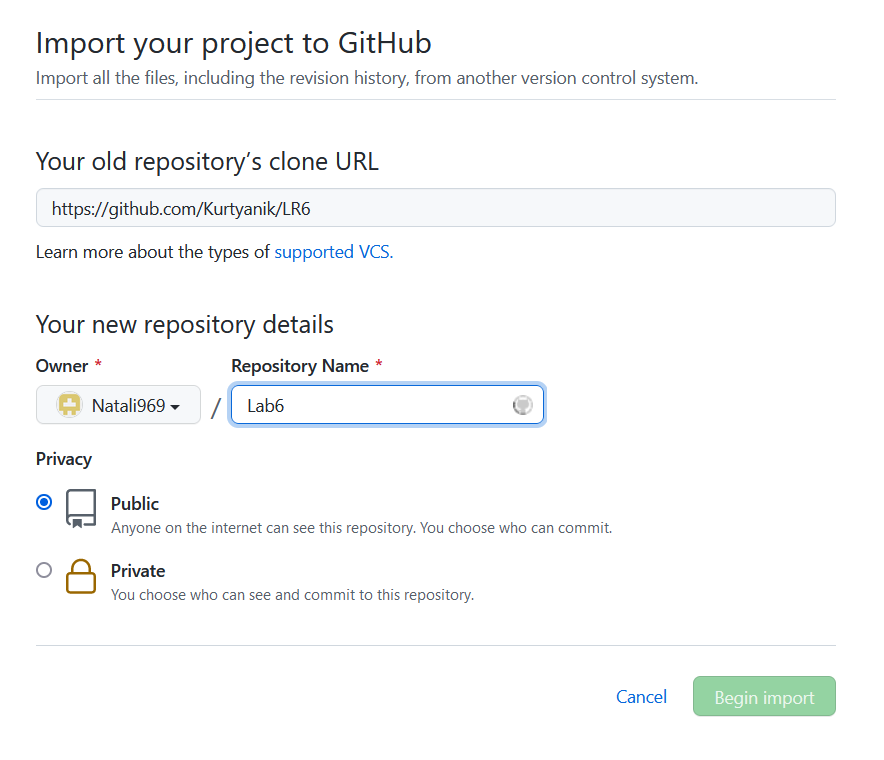 Import your project to GitHub
Import all the files, including the revision history, from another version control system.
Your old repository’s clone URL
https://github.com/Kurtyanik/LR6
Learn more about the types of supported VCS.
Your new repository details
Owner * Repository Name *
Natali969 / Lab6
Privacy
Public
Anyone on the internet can see this repository. You choose who can commit.
Private
You choose who can see and commit to this repository.
Cancel Begin import